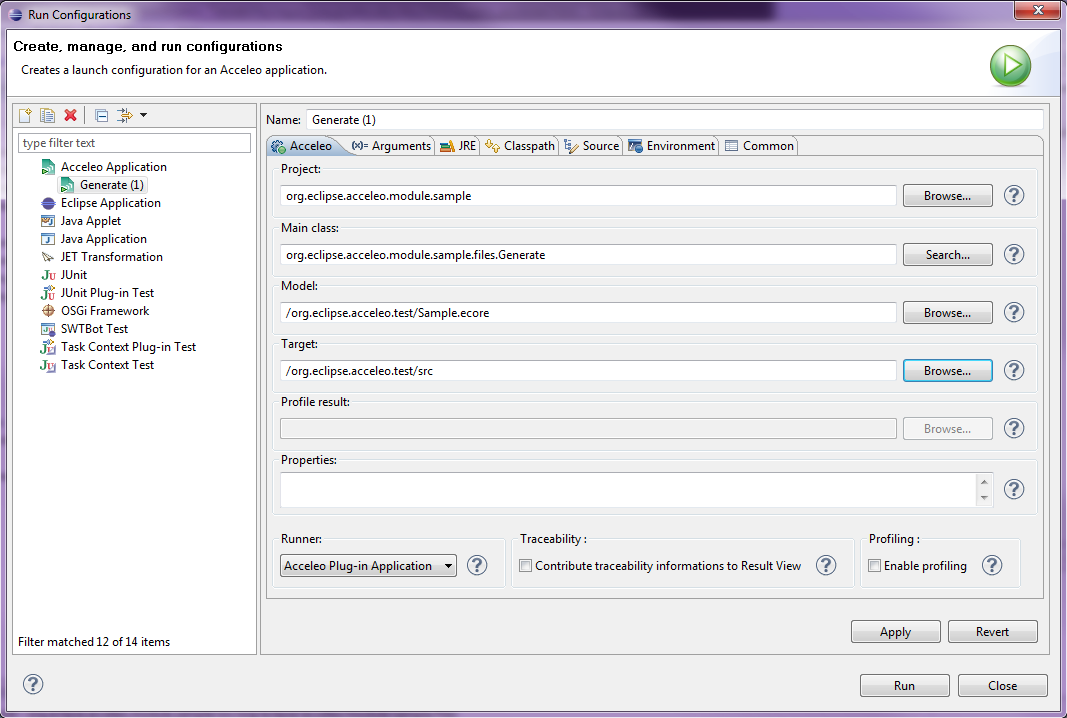 Run Configurations
Create, manage, and run configurations
Creates a launch configuration for an Acceleo application.
type filter text
Acceleo Application
Generate (1)
Eclipse Application
Java Applet
Java Application
JET Transformation
JUnit
JUnit Plug-in Test
OSGi Framework
SWTBot Test
Task Context Plug-in Test
Task Context Test
Filter matched 12 of 14 items
Name: Generate (1)
Acceleo (x)= Arguments JRE Classpath Source Environment Common
Project:
org.eclipse.acceleo.module.sample Browse... ?
Main class:
org.eclipse.acceleo.module.sample.files.Generate Search... ?
Model:
/org.eclipse.acceleo.test/Sample.ecore Browse... ?
Target:
/org.eclipse.acceleo.test/src Browse... ?
Profile result:
Browse... ?
Properties:
?
Runner: Traceability : Profiling :
Acceleo Plug-in Application ? Contribute traceability informations to Result View ? Enable profiling ?
Apply Revert
? Run Close